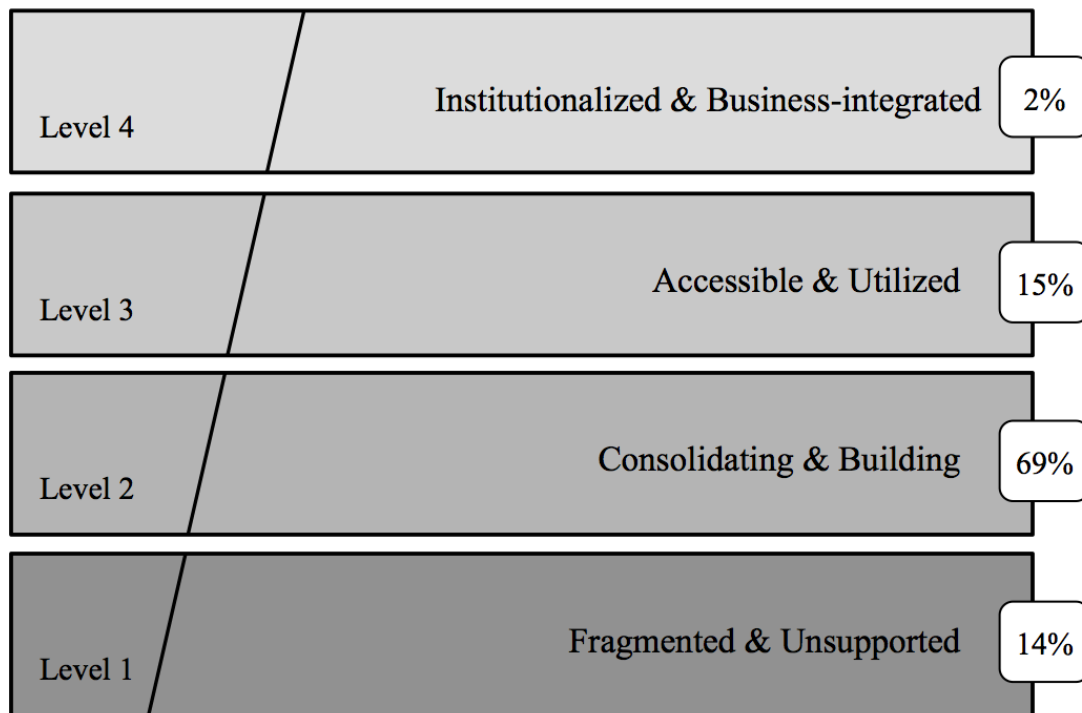 Level 4
Institutionalized & Business-integrated
2%
Level 3
Accessible & Utilized
15%
Level 2
Consolidating & Building
69%
Level 1
Fragmented & Unsupported
14%